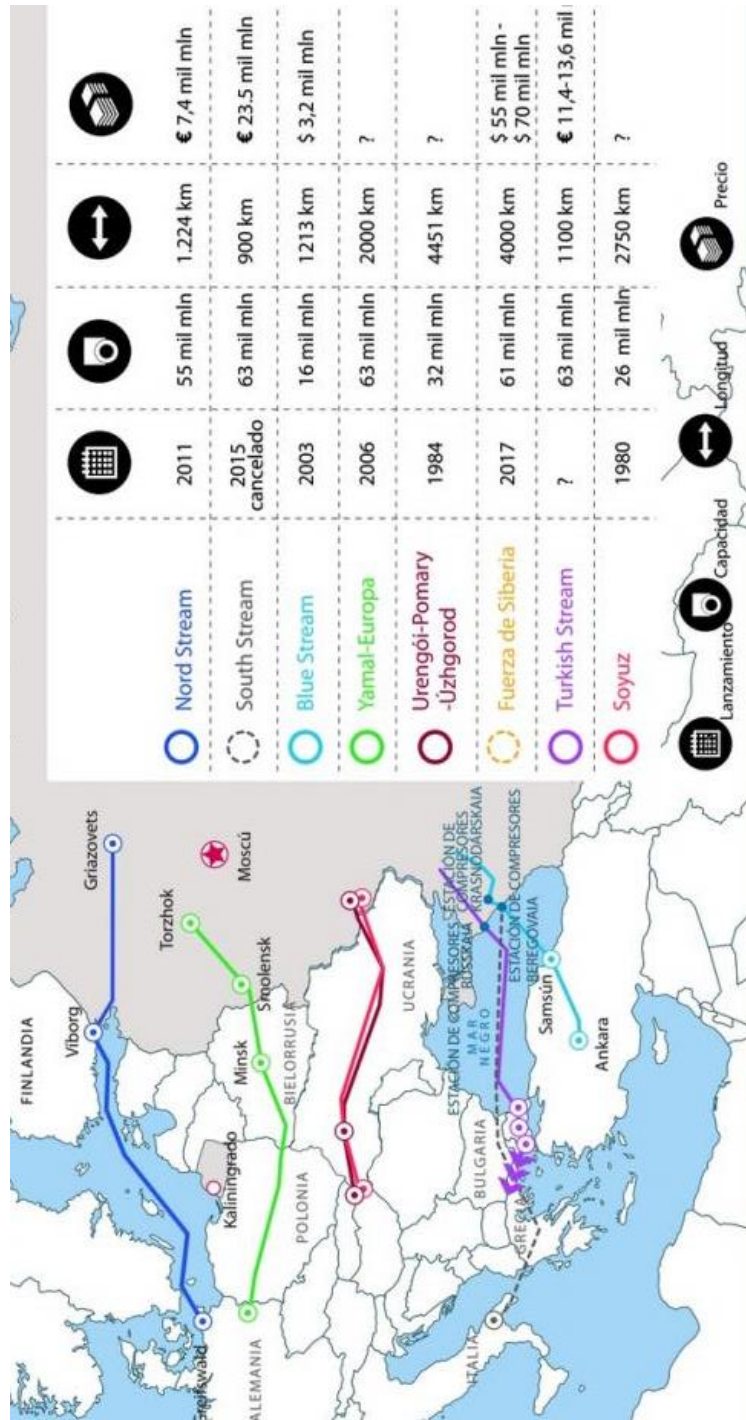 FINLANDIA
Víborg
Griazovets
Torzhok
Moscú
Smolensk
Minsk
BIELORRUSIA
Kaliningrado
POLONIA
Greifswald
ALEMANIA
UCRANIA
ESTACIÓN DE COMPRESORES
RUSSKAIA
ESTACIÓN DE
COMPRESORES
KRASNODARSKAIA
ESTACIÓN DE COMPRESORES
BEREGOVAIA
MAR
NEGRO
BULGARIA
GRECIA
ITALIA
Samsún
Ankara
Nord Stream 2011 55 mil mln 1.224 km € 7,4 mil mln
South Stream 2015 63 mil mln 900 km € 23.5 mil mln
cancelado
Blue Stream 2003 16 mil mln 1213 km $ 3,2 mil mln
Yamal-Europa 2006 63 mil mln 2000 km ?
Urengói-Pomary 1984 32 mil mln 4451 km ?
-Úzhgorod
Fuerza de Siberia 2017 61 mil mln 4000 km $ 55 mil mln -
$ 70 mil mln
Turkish Stream ? 63 mil mln 1100 km € 11,4-13,6 mil
Soyuz 1980 26 mil mln 2750 km ?
Lanzamiento Capacidad Longitud Precio